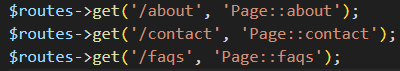 $routes->get('/about', 'Page::about');
$routes->get('/contact', 'Page::contact');
$routes->get('/faqs', 'Page::faqs');